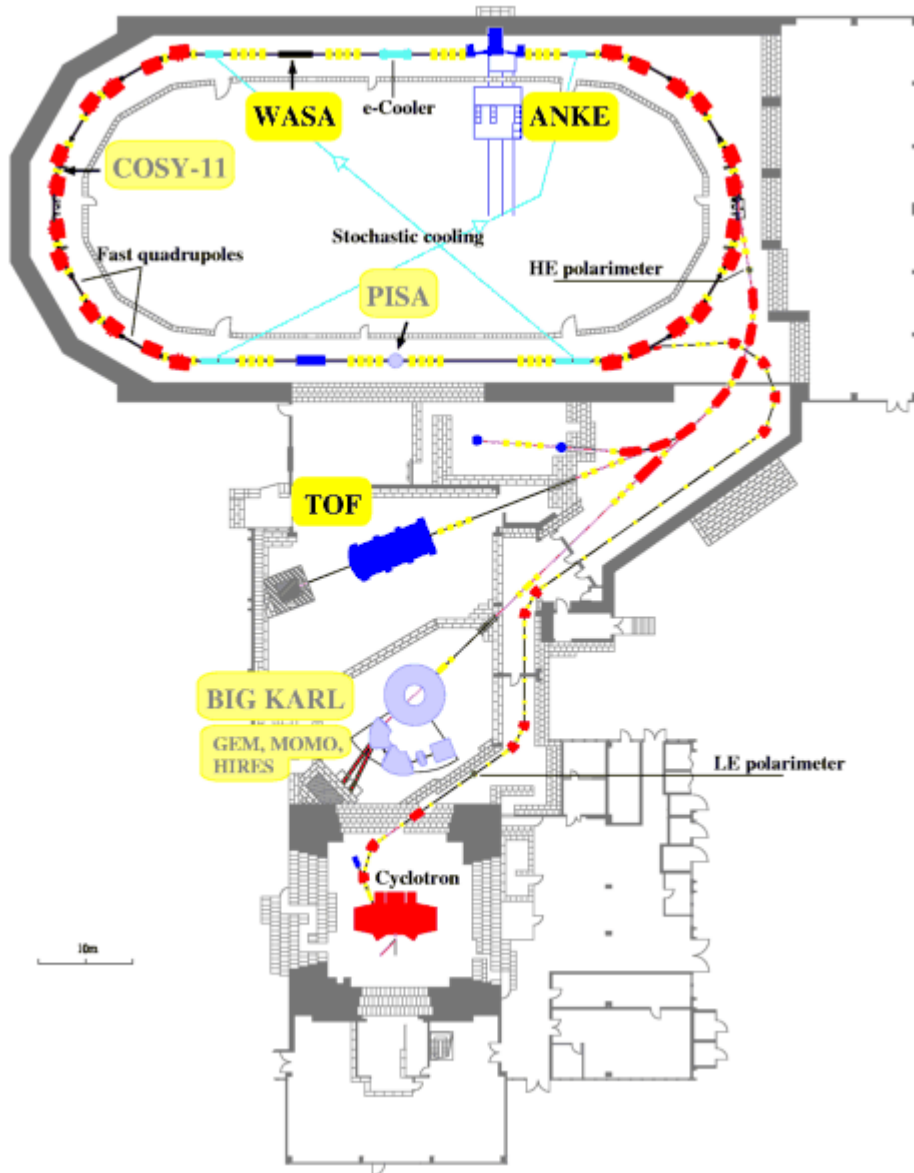 WASA
e-Cooler
ANKE
COSY-11
Stochastic cooling
Fast quadrupoles
HE polarimeter
PISA
TOF
BIG KARL
GEM, MOMO,
HIRES
LE polarimeter
Cyclotron
10m